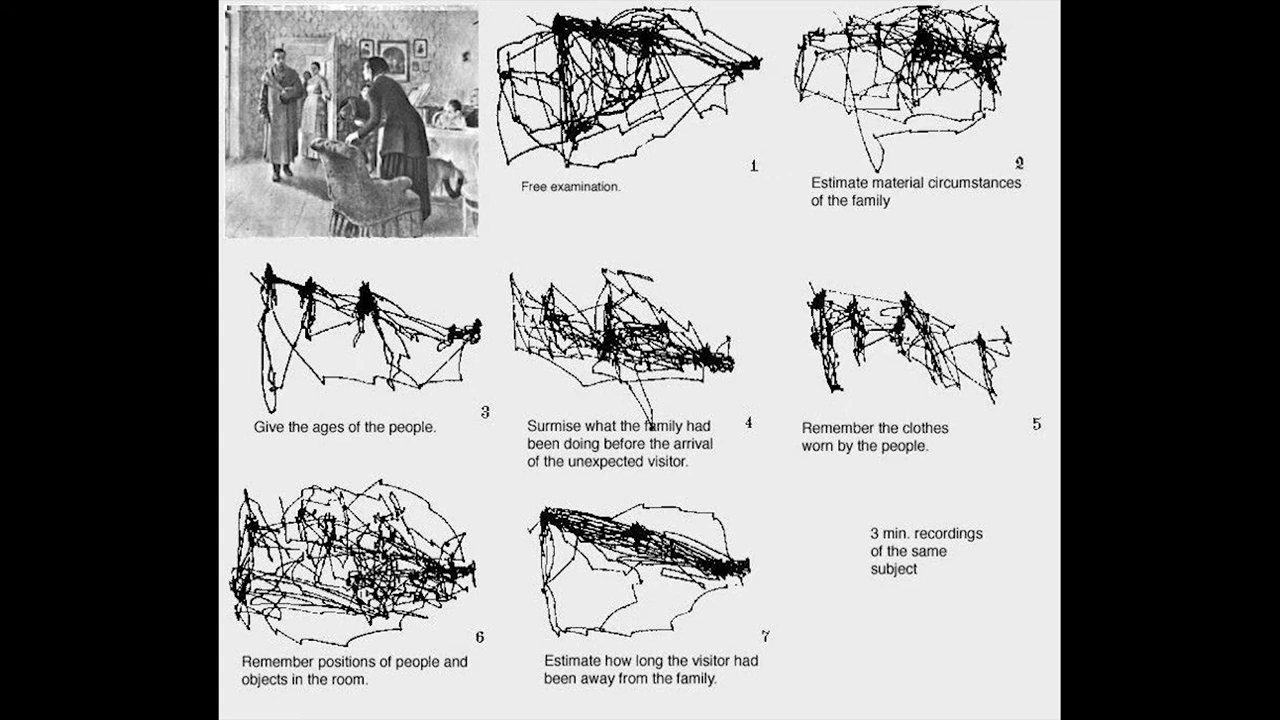 1
Free examination.
2
Estimate material circumstances
of the family
3
Give the ages of the people.
4
Surmise what the family had
been doing before the arrival
of the unexpected visitor.
5
Remember the clothes
worn by the people.
6
Remember positions of people and
objects in the room.
7
Estimate how long the visitor had
been away from the family.
3 min. recordings
of the same
subject